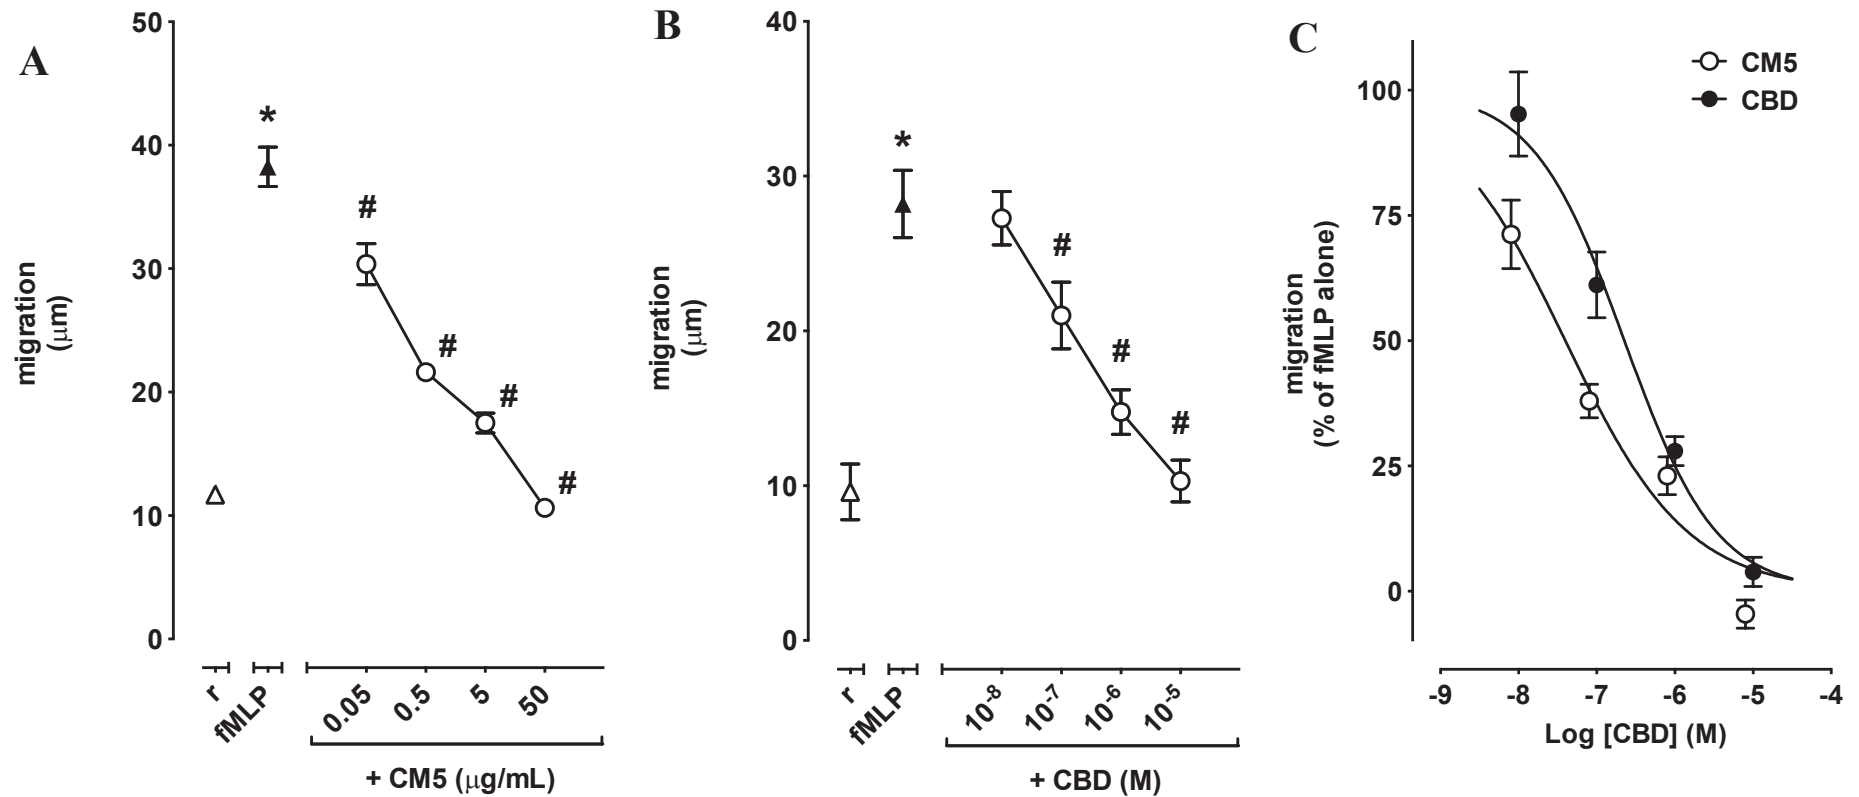 A
50
40
30
20
10
0
migration
(μm)
*
#
#
#
#
r
fMLP
0.05
0.5
5
50
+ CM5 (μg/mL)
B
40
30
20
10
0
migration
(μm)
*
#
#
#
r
fMLP
10⁻⁸
10⁻⁷
10⁻⁶
10⁻⁵
+ CBD (M)
C
CM5
CBD
100
75
50
25
0
migration
(% of fMLP alone)
-9
-8
-7
-6
-5
-4
Log [CBD] (M)